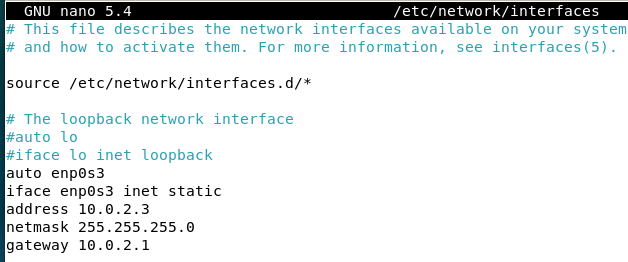 GNU nano 5.4 /etc/network/interfaces
# This file describes the network interfaces available on your system
# and how to activate them. For more information, see interfaces(5).
source /etc/network/interfaces.d/*
# The loopback network interface
#auto lo
#iface lo inet loopback
auto enp0s3
iface enp0s3 inet static
address 10.0.2.3
netmask 255.255.255.0
gateway 10.0.2.1